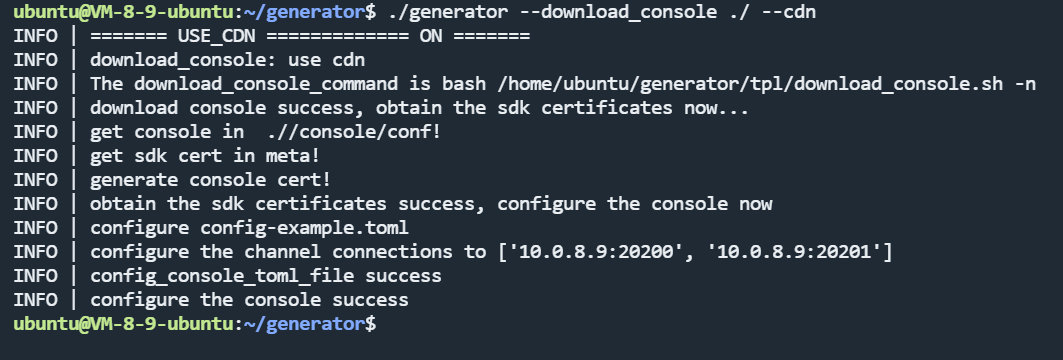 ubuntu@VM-8-9-ubuntu:~/generator$ ./generator --download_console ./ --cdn
INFO | ======= USE_CDN ============= ON =======
INFO | download_console: use cdn
INFO | The download_console_command is bash /home/ubuntu/generator/tpl/download_console.sh -n
INFO | download console success, obtain the sdk certificates now...
INFO | get console in  .//console/conf!
INFO | get sdk cert in meta!
INFO | generate console cert!
INFO | obtain the sdk certificates success, configure the console now
INFO | configure config-example.toml
INFO | configure the channel connections to ['10.0.8.9:20200', '10.0.8.9:20201']
INFO | config_console_toml_file success
INFO | configure the console success
ubuntu@VM-8-9-ubuntu:~/generator$